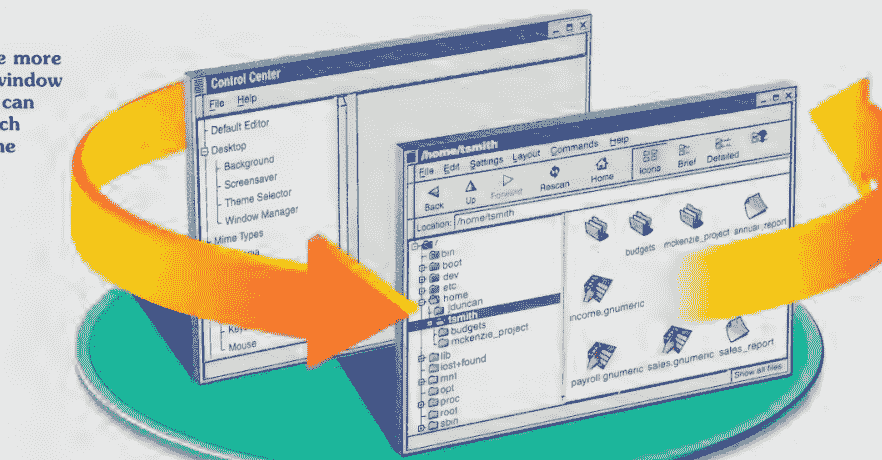 e more
window
can
ch
ne
Control Center
File Help
Default Editor
Desktop
Background
Screensaver
Theme Selector
Window Manager
Mime Types
Keys
Mouse
/home/tsmith
File Edit Settings Layout Commands Help
Back Up Forward Rescan Home Icons Brief Detailed
Location: /home/tsmith
/
bin
boot
dev
etc
home
jduncan
tsmith
budgets
mckenzie_project
lib
lost+found
mnt
opt
proc
root
sbin
budgets mckenzie_project annual_report
income.gnumeric
payroll.gnumeric sales.gnumeric sales_report
Show all files